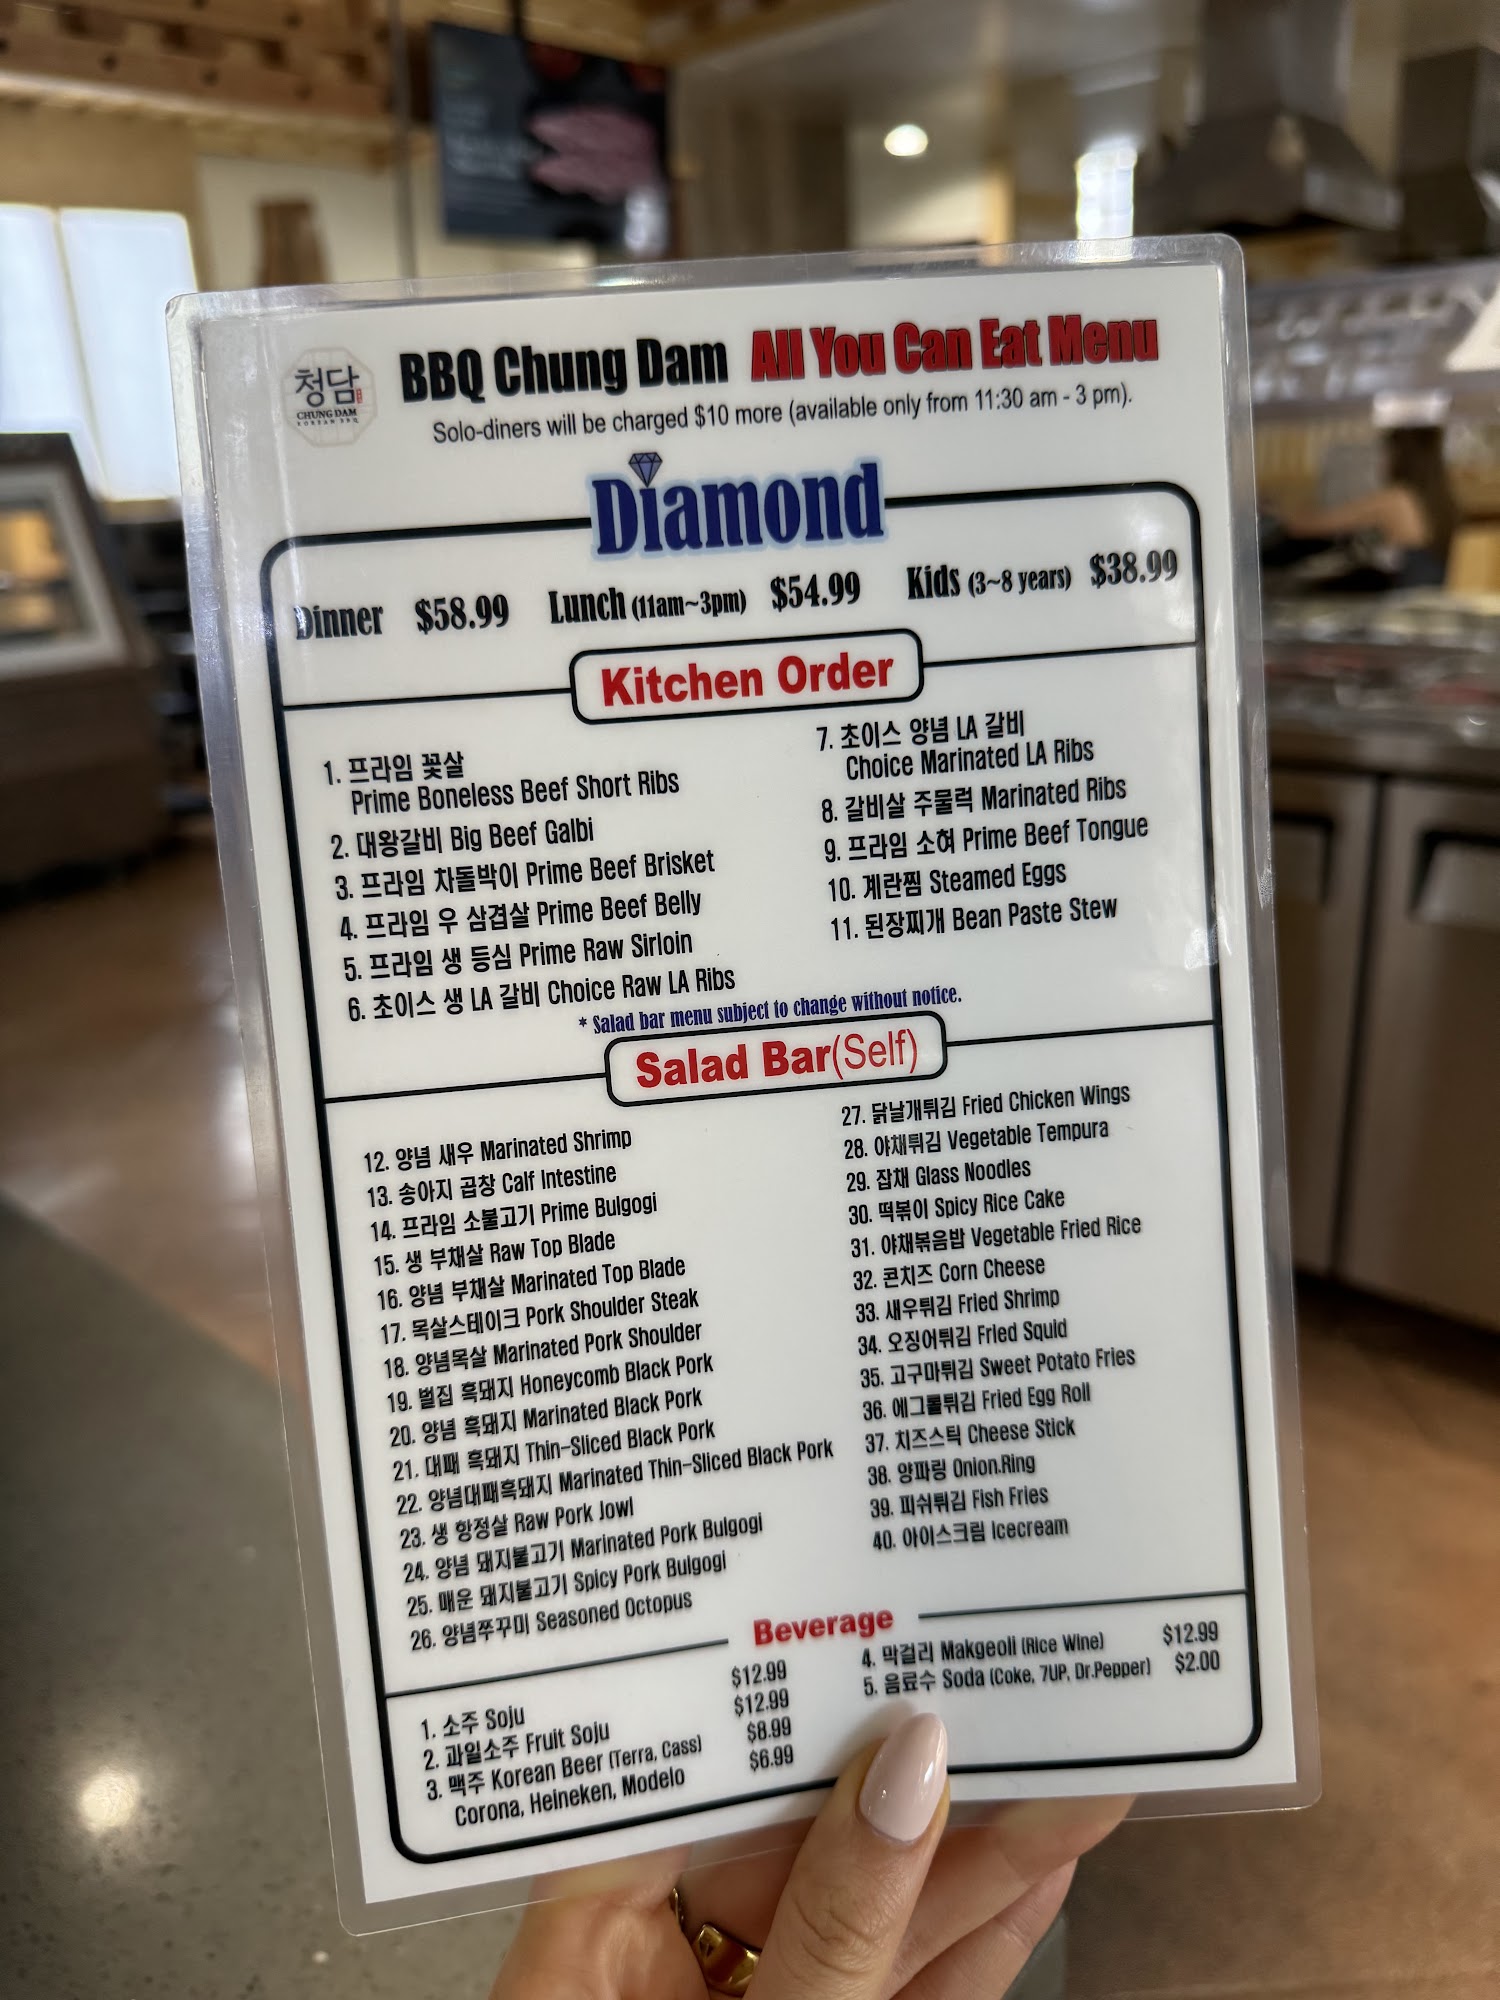 청담
CHUNG DAM
KOREAN BBQ
BBQ Chung Dam All You Can Eat Menu
Solo-diners will be charged $10 more (available only from 11:30 am - 3 pm).
Diamond
Dinner $58.99 Lunch (11am~3pm) $54.99 Kids (3~8 years) $38.99
Kitchen Order
1. 프라임 꽃살
Prime Boneless Beef Short Ribs
2. 대왕갈비 Big Beef Galbi
3. 프라임 차돌박이 Prime Beef Brisket
4. 프라임 우 삼겹살 Prime Beef Belly
5. 프라임 생 등심 Prime Raw Sirloin
6. 초이스 생 LA 갈비 Choice Raw LA Ribs
7. 초이스 양념 LA 갈비
Choice Marinated LA Ribs
8. 갈비살 주물럭 Marinated Ribs
9. 프라임 소혀 Prime Beef Tongue
10. 계란찜 Steamed Eggs
11. 된장찌개 Bean Paste Stew
* Salad bar menu subject to change without notice.
Salad Bar(Self)
12. 양념 새우 Marinated Shrimp
13. 송아지 곱창 Calf Intestine
14. 프라임 소불고기 Prime Bulgogi
15. 생 부채살 Raw Top Blade
16. 양념 부채살 Marinated Top Blade
17. 목살스테이크 Pork Shoulder Steak
18. 양념목살 Marinated Pork Shoulder
19. 벌집 흑돼지 Honeycomb Black Pork
20. 양념 흑돼지 Marinated Black Pork
21. 대패 흑돼지 Thin-Sliced Black Pork
22. 양념대패흑돼지 Marinated Thin-Sliced Black Pork
23. 생 항정살 Raw Pork Jowl
24. 양념 돼지불고기 Marinated Pork Bulgogi
25. 매운 돼지불고기 Spicy Pork Bulgogi
26. 양념쭈꾸미 Seasoned Octopus
27. 닭날개튀김 Fried Chicken Wings
28. 야채튀김 Vegetable Tempura
29. 잡채 Glass Noodles
30. 떡볶이 Spicy Rice Cake
31. 야채볶음밥 Vegetable Fried Rice
32. 콘치즈 Corn Cheese
33. 새우튀김 Fried Shrimp
34. 오징어튀김 Fried Squid
35. 고구마튀김 Sweet Potato Fries
36. 에그롤튀김 Fried Egg Roll
37. 치즈스틱 Cheese Stick
38. 양파링 Onion.Ring
39. 피쉬튀김 Fish Fries
40. 아이스크림 Icecream
Beverage
1. 소주 Soju $12.99
2. 과일소주 Fruit Soju $12.99
3. 맥주 Korean Beer (Terra, Cass) $8.99
Corona, Heineken, Modelo $6.99
4. 막걸리 Makgeolli (Rice Wine) $12.99
5. 음료수 Soda (Coke, 7UP, Dr.Pepper) $2.00